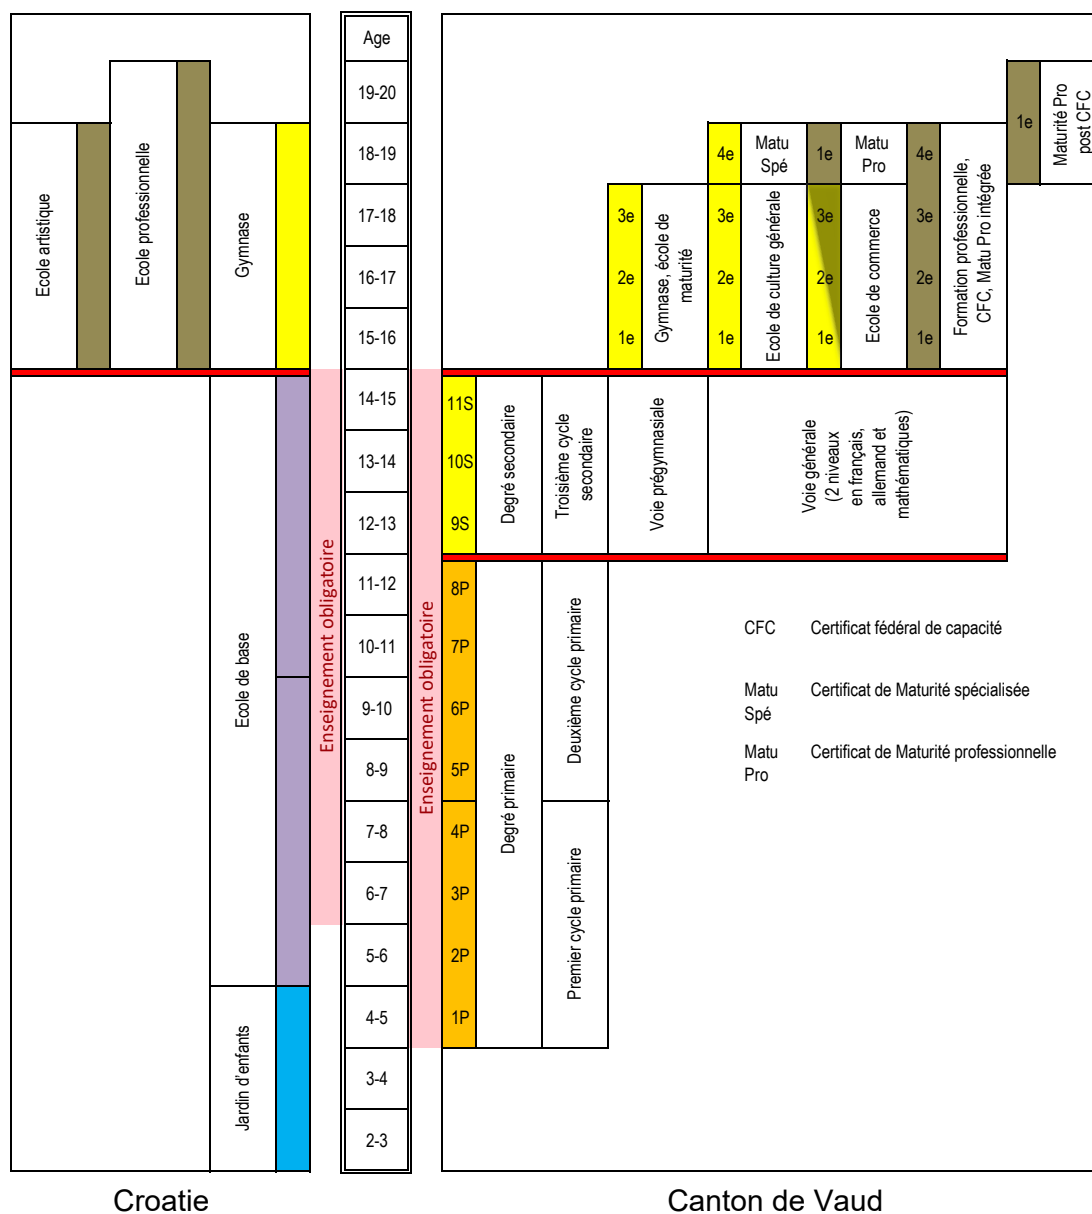 Age
19-20
18-19
17-18
16-17
15-16
14-15
13-14
12-13
11-12
10-11
9-10
8-9
7-8
6-7
5-6
4-5
3-4
2-3
Ecole artistique
Ecole professionnelle
Gymnase
Ecole de base
Jardin d'enfants
Enseignement obligatoire
Enseignement obligatoire
1e
Maturité Pro
post CFC
4e
Matu
Spé
1e
Matu
Pro
4e
3e
2e
1e
Gymnase, école de
maturité
3e
2e
1e
Ecole de culture générale
3e
2e
1e
Ecole de commerce
3e
2e
1e
Formation professionnelle,
CFC, Matu Pro intégrée
11S
10S
9S
Degré secondaire
Troisième cycle
secondaire
Voie prégymnasiale
Voie générale
(2 niveaux
en français,
allemand et
mathématiques)
8P
7P
6P
5P
4P
3P
2P
1P
Degré primaire
Deuxième cycle primaire
Premier cycle primaire
CFC Certificat fédéral de capacité
Matu Certificat de Maturité spécialisée
Spé
Matu Certificat de Maturité professionnelle
Pro
Croatie
Canton de Vaud